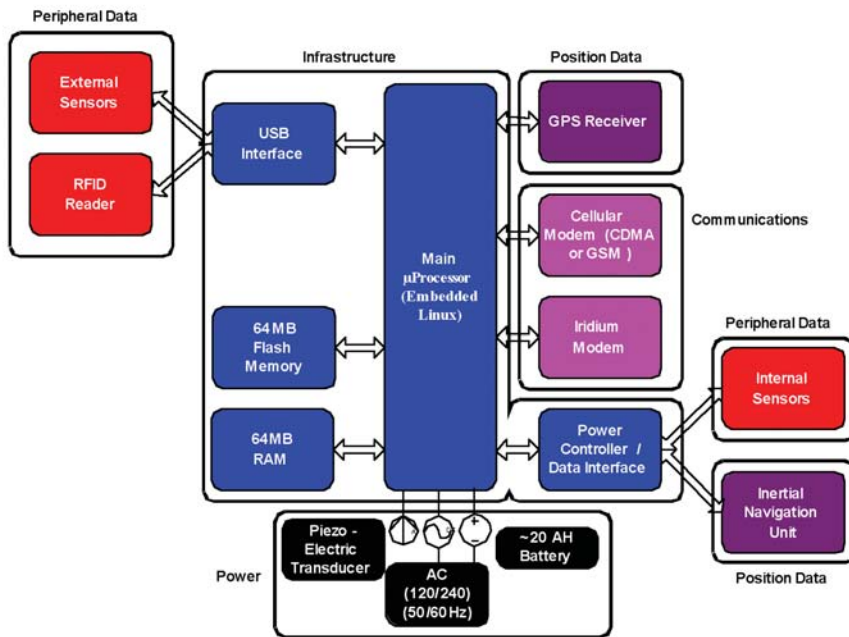 Peripheral Data
External
Sensors
RFID
Reader
Infrastructure
USB
Interface
64MB
Flash
Memory
64MB
RAM
Main
µProcessor
(Embedded
Linux)
Position Data
GPS Receiver
Communications
Cellular
Modem (CDMA
or GSM )
Iridium
Modem
Power
Controller /
Data Interface
Peripheral Data
Internal
Sensors
Inertial
Navigation
Unit
Position Data
Power
Piezo -
Electric
Transducer
+
−
~20 AH
Battery
AC
(120/240)
(50/60Hz)